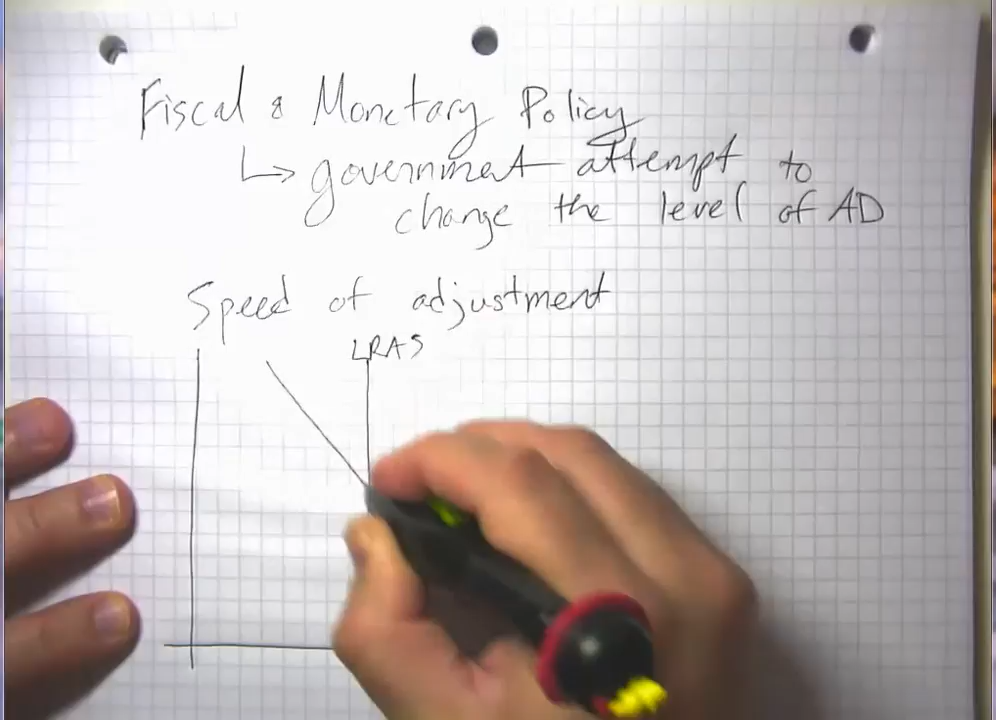 Fiscal & Monetary Policy
↳ government attempt to
change the level of AD
Speed of adjustment
LRAS